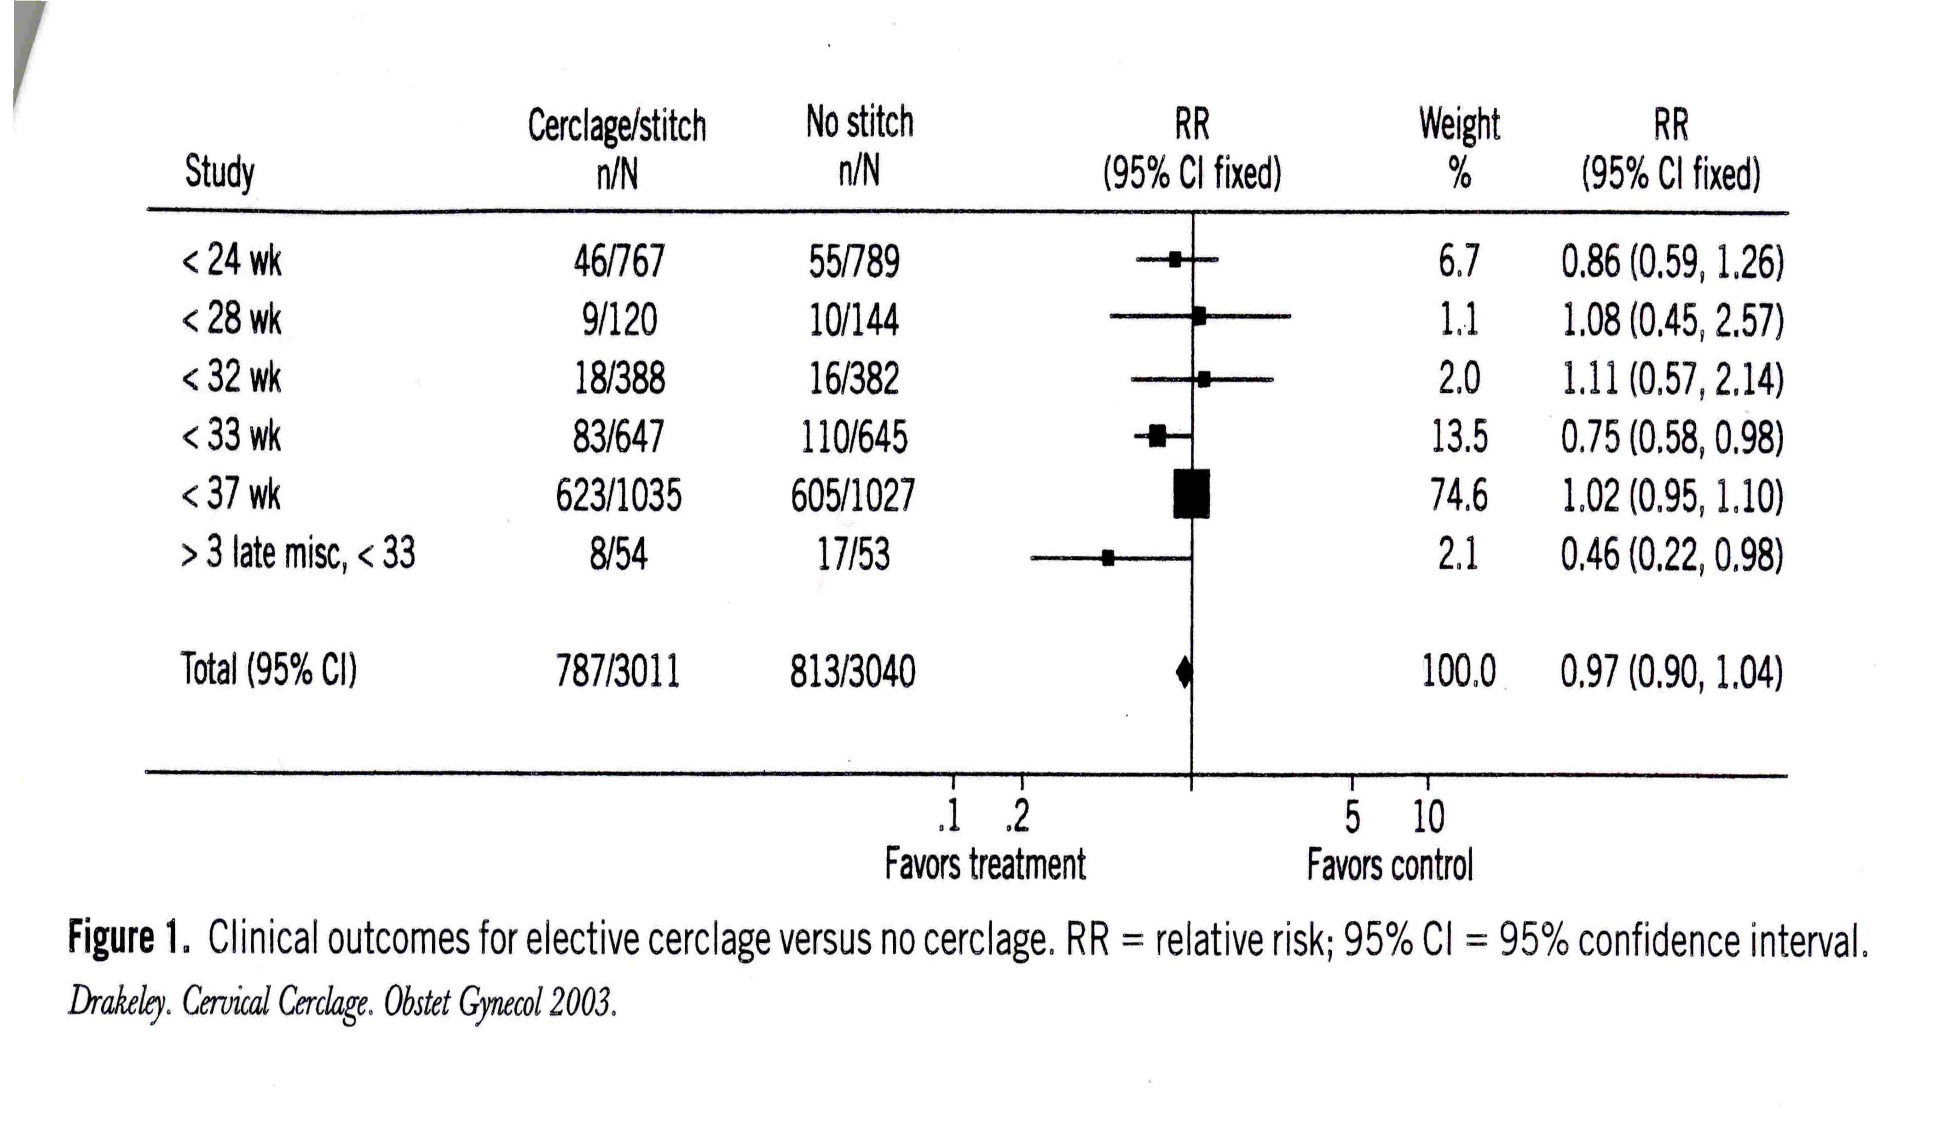 Study Cerclage/stitch n/N No stitch n/N RR (95% CI fixed) Weight % RR (95% CI fixed)
< 24 wk 46/767 55/789 6.7 0.86 (0.59, 1.26)
< 28 wk 9/120 10/144 1.1 1.08 (0.45, 2.57)
< 32 wk 18/388 16/382 2.0 1.11 (0.57, 2.14)
< 33 wk 83/647 110/645 13.5 0.75 (0.58, 0.98)
< 37 wk 623/1035 605/1027 74.6 1.02 (0.95, 1.10)
> 3 late misc, < 33 8/54 17/53 2.1 0.46 (0.22, 0.98)
Total (95% CI) 787/3011 813/3040 100.0 0.97 (0.90, 1.04)
.1 .2 5 10
Favors treatment Favors control
Figure 1. Clinical outcomes for elective cerclage versus no cerclage. RR = relative risk; 95% CI = 95% confidence interval.
Drakeley. Cervical Cerclage. Obstet Gynecol 2003.